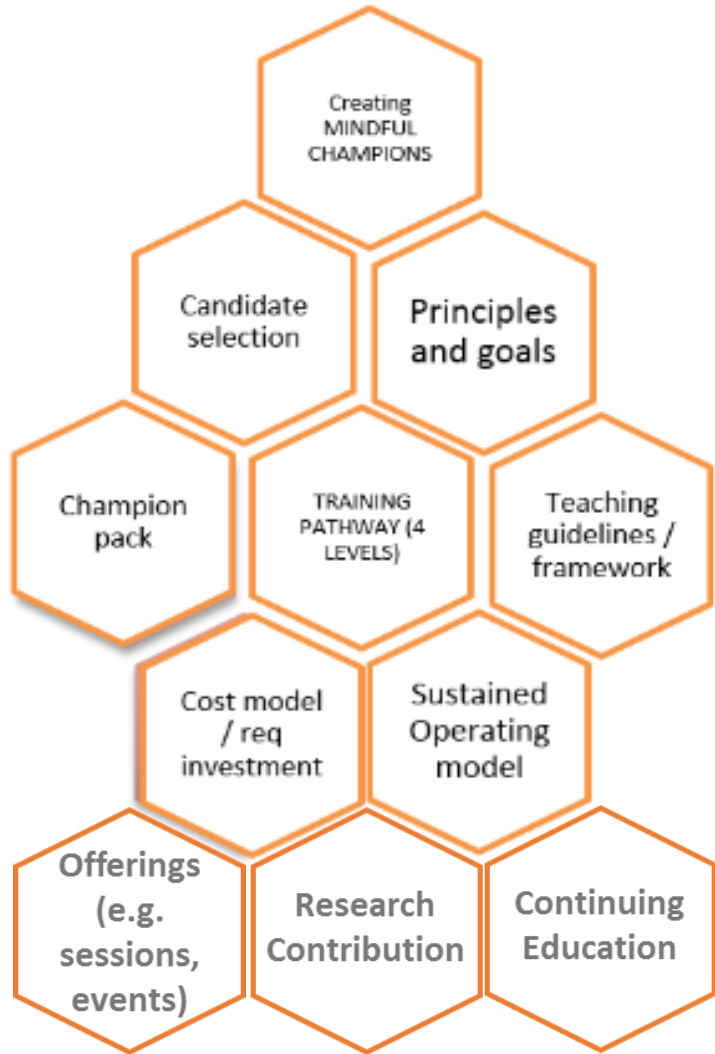 Creating
MINDFUL
CHAMPIONS
Candidate
selection
Principles
and goals
Champion
pack
TRAINING
PATHWAY (4
LEVELS)
Teaching
guidelines /
framework
Cost model
/ req
investment
Sustained
Operating
model
Offerings
(e.g.
sessions,
events)
Research
Contribution
Continuing
Education